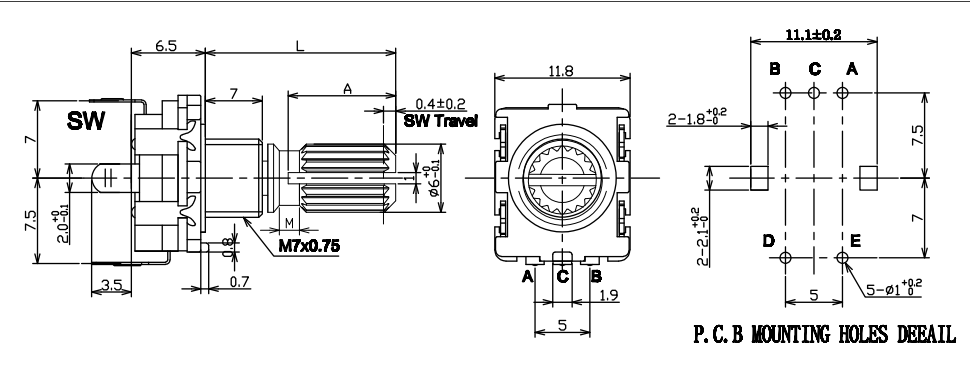 6.5
L
7
A
0.4±0.2
SW Travel
SW
7
7.5
2.0-0.1 0
3.5
M
M7x0.75
0.8
0.7
1
ø6-0.1 0
11.8
A C B
1.9
5
11.1±0.2
B C A
2-1.8+0.2 -0
7.5
7
2-2.1+0.2 -0
D E
5-ø1+0.2 0
5
P.C.B MOUNTING HOLES DEEAIL